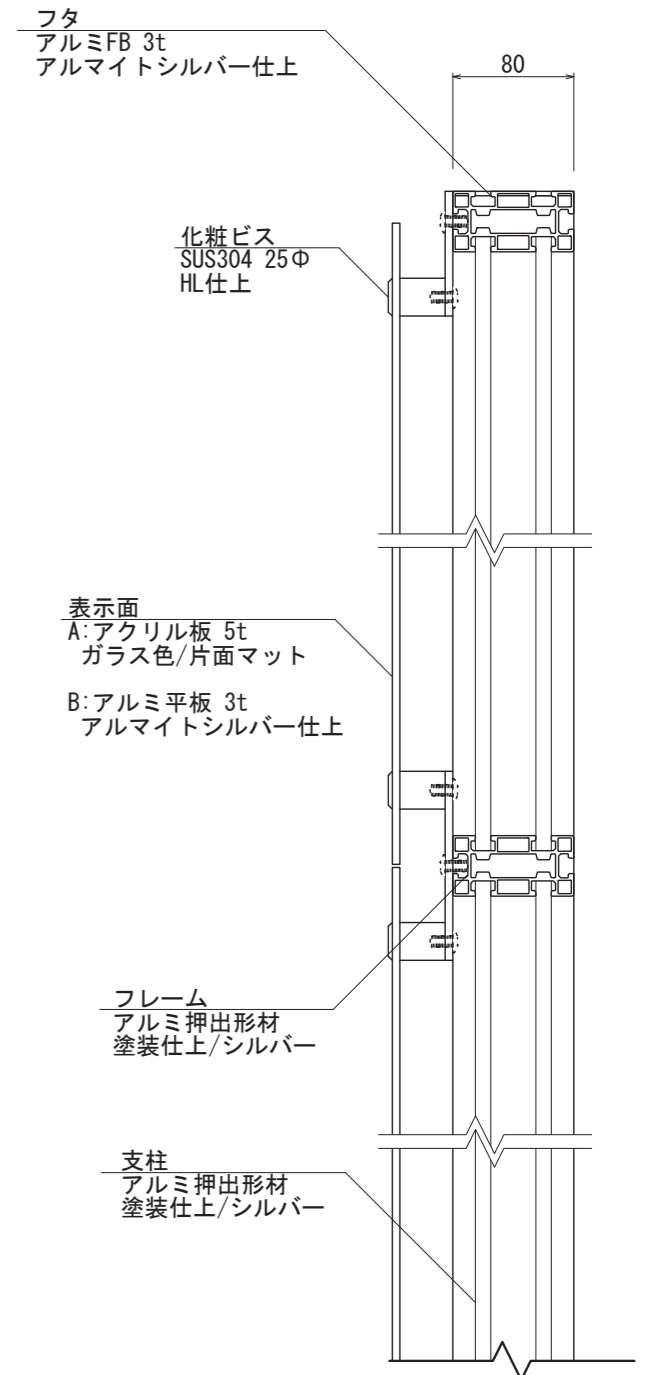 フタ
アルミFB 3t
アルマイトシルバー仕上
80
化粧ビス
SUS304 25Φ
HL仕上
表示面
A:アクリル板 5t
ガラス色/片面マット
B:アルミ平板 3t
アルマイトシルバー仕上
フレーム
アルミ押出形材
塗装仕上/シルバー
支柱
アルミ押出形材
塗装仕上/シルバー